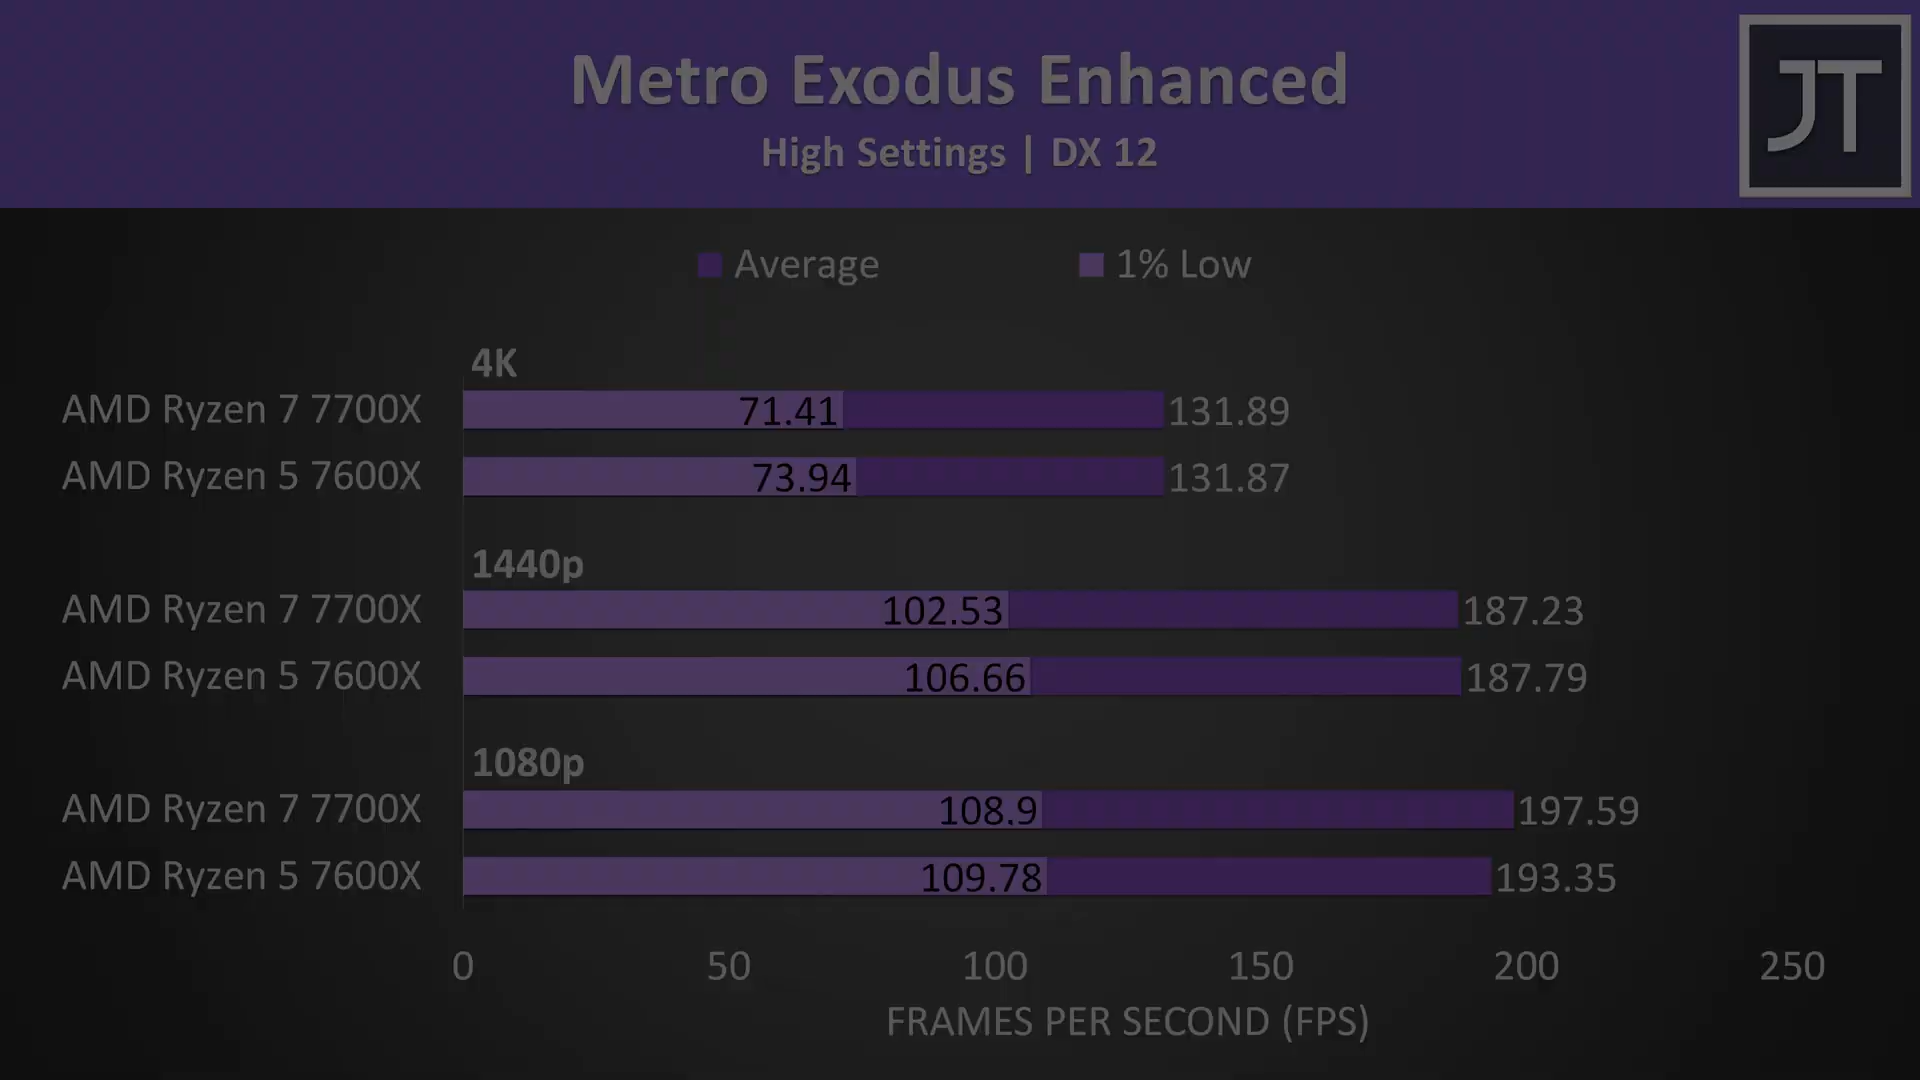 Metro Exodus Enhanced
JT
High Settings | DX 12
Average 1% Low
4K
AMD Ryzen 7 7700X 71.41 131.89
AMD Ryzen 5 7600X 73.94 131.87
1440p
AMD Ryzen 7 7700X 102.53 187.23
AMD Ryzen 5 7600X 106.66 187.79
1080p
AMD Ryzen 7 7700X 108.9 197.59
AMD Ryzen 5 7600X 109.78 193.35
0 50 100 150 200 250
FRAMES PER SECOND (FPS)